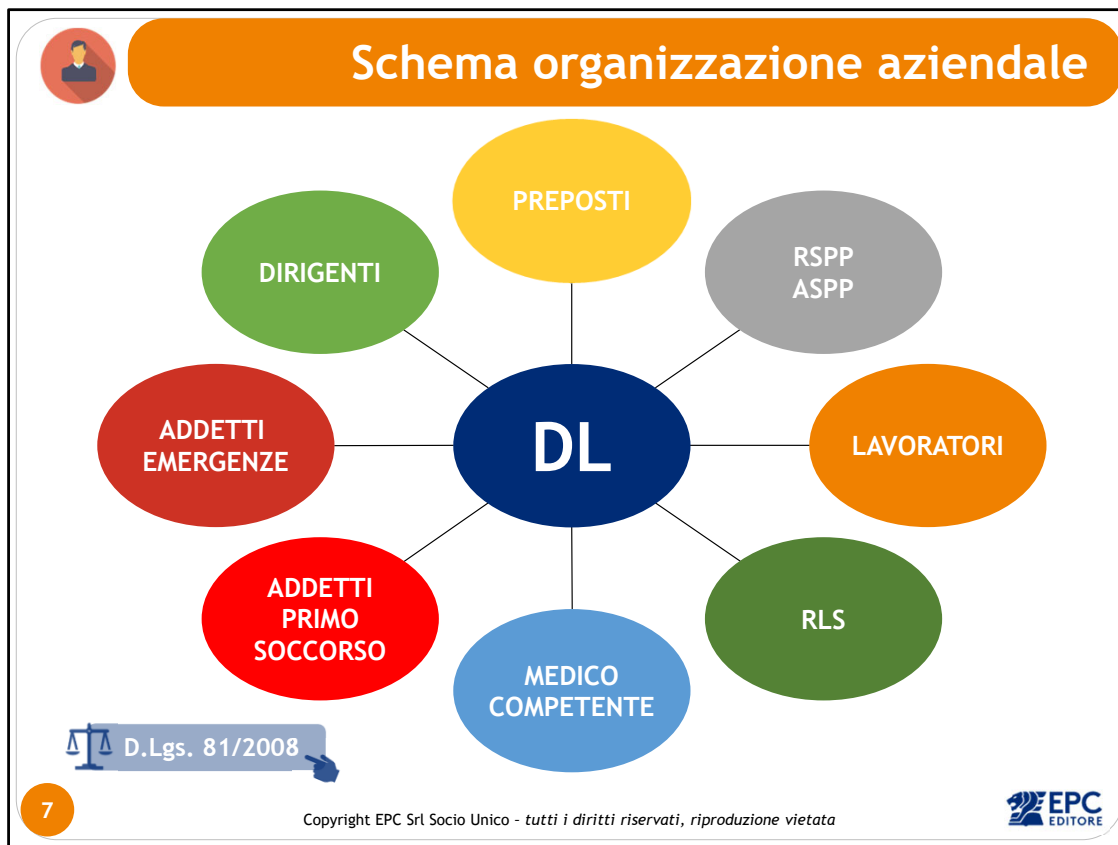 Schema organizzazione aziendale
PREPOSTI
DIRIGENTI
RSPP
ASPP
ADDETTI
EMERGENZE
DL
LAVORATORI
ADDETTI
PRIMO
SOCCORSO
RLS
MEDICO
COMPETENTE
D.Lgs. 81/2008
7
Copyright EPC Srl Socio Unico - tutti i diritti riservati, riproduzione vietata
EPC
EDITORE